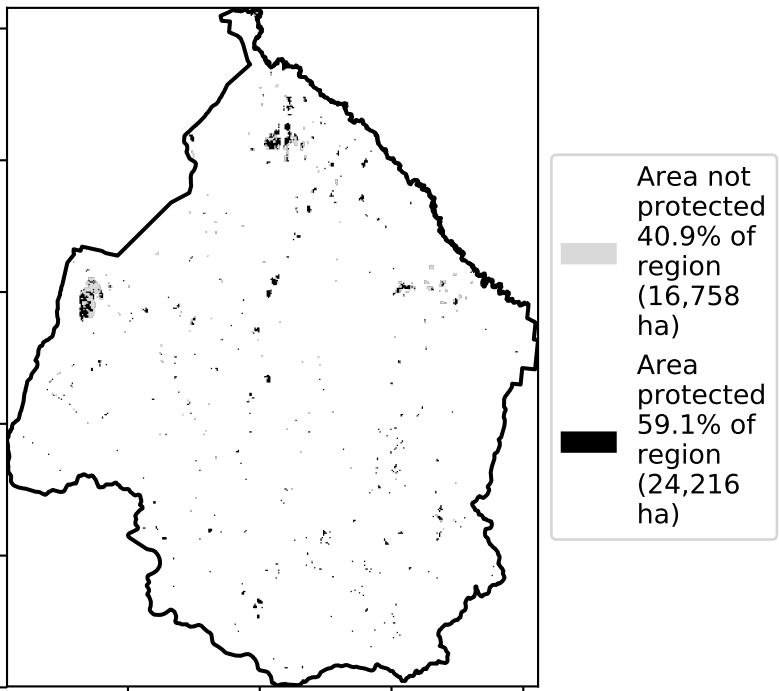 Area not
protected
40.9% of
region
(16,758
ha)
Area
protected
59.1% of
region
(24,216
ha)